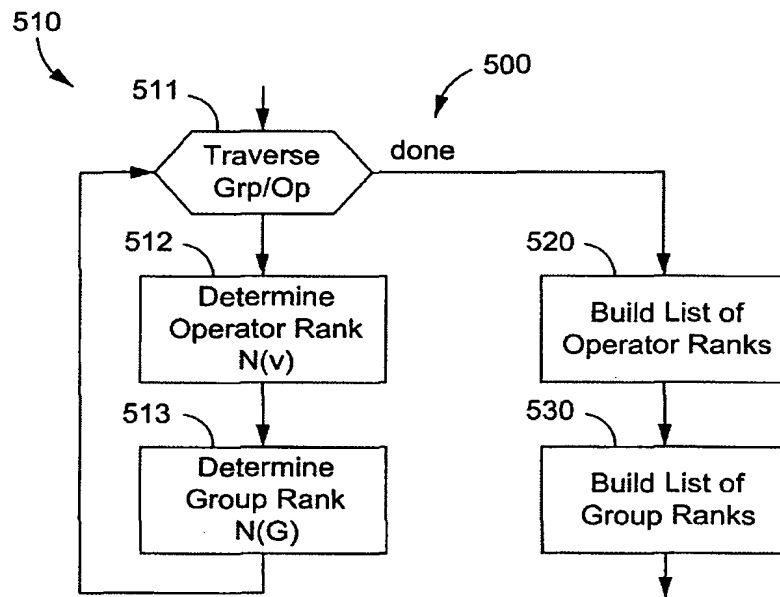 510
500
511
Traverse
Grp/Op
done
512
Determine
Operator Rank
N(v)
520
Build List of
Operator Ranks
513
Determine
Group Rank
N(G)
530
Build List of
Group Ranks